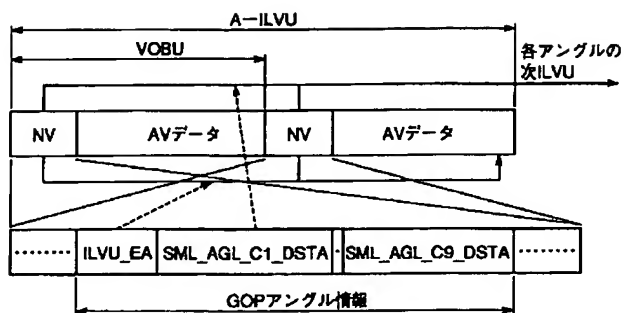 A－ILVU
VOBU
各アングルの
次ILVU
NV
AVデータ
NV
AVデータ
ILVU_EA
SML_AGL_C1_DSTA
SML_AGL_C9_DSTA
GOPアングル情報